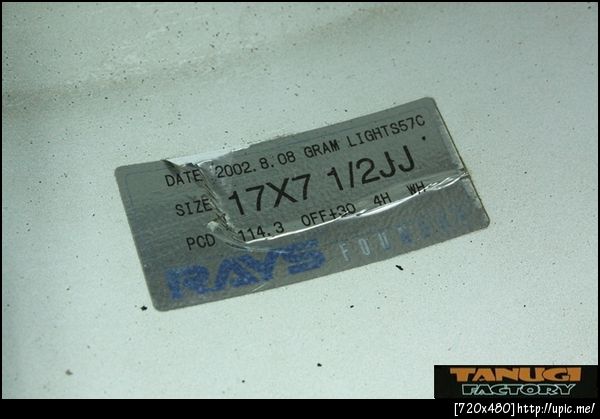 DATE 2002.8.08 GRAM LIGHTS57C
SIZE 17X7 1/2JJ
PCD 114.3 OFF+30 4H WH
RAYS
TANUGI
FACTORY
[720x480]http://upic.me/